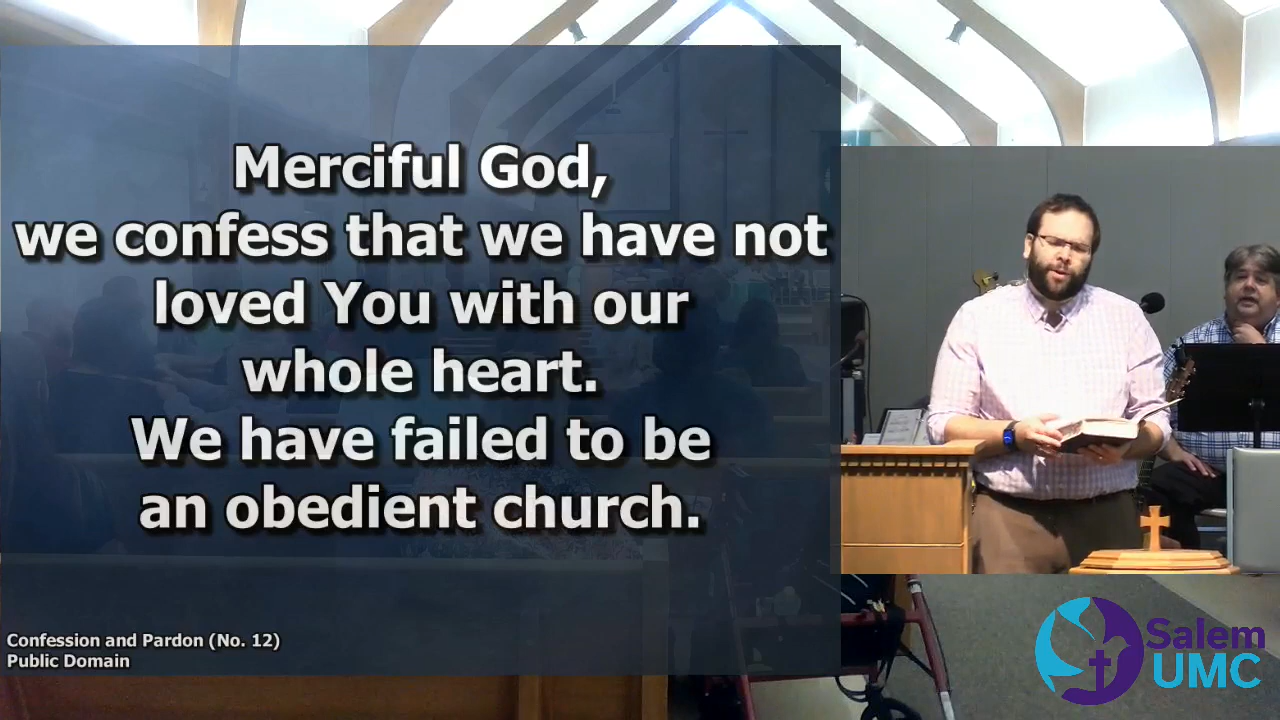 Merciful God,
we confess that we have not
loved You with our
whole heart.
We have failed to be
an obedient church.
Confession and Pardon (No. 12)
Public Domain
Salem
UMC